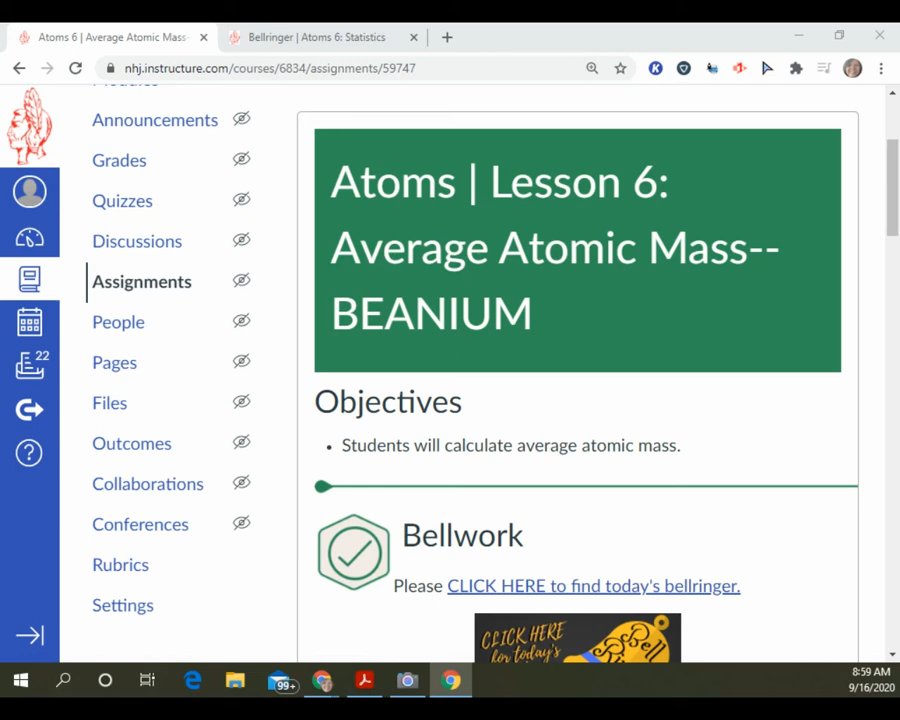 Atoms 6 | Average Atomic Mass-
Bellringer | Atoms 6: Statistics
nhj.instructure.com/courses/6834/assignments/59747
Announcements
Grades
Quizzes
Discussions
Assignments
People
Pages
Files
Outcomes
Collaborations
Conferences
Rubrics
Settings
22
Atoms | Lesson 6:
Average Atomic Mass--
BEANIUM
Objectives
• Students will calculate average atomic mass.
Bellwork
Please CLICK HERE to find today's bellringer.
CLICK HERE
for today's
Bell
99+
8:59 AM
9/16/2020